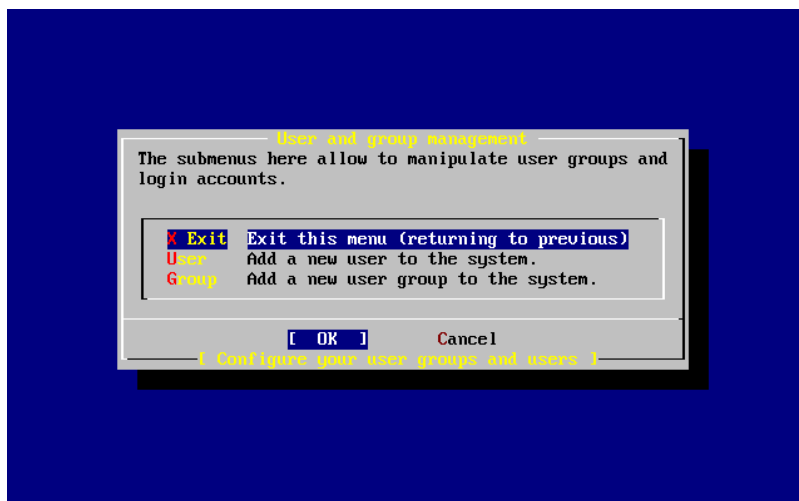 User and group management
The submenus here allow to manipulate user groups and
login accounts.
X Exit Exit this menu (returning to previous)
User Add a new user to the system.
Group Add a new user group to the system.
[ OK ] Cancel
[ Configure your user groups and users ]